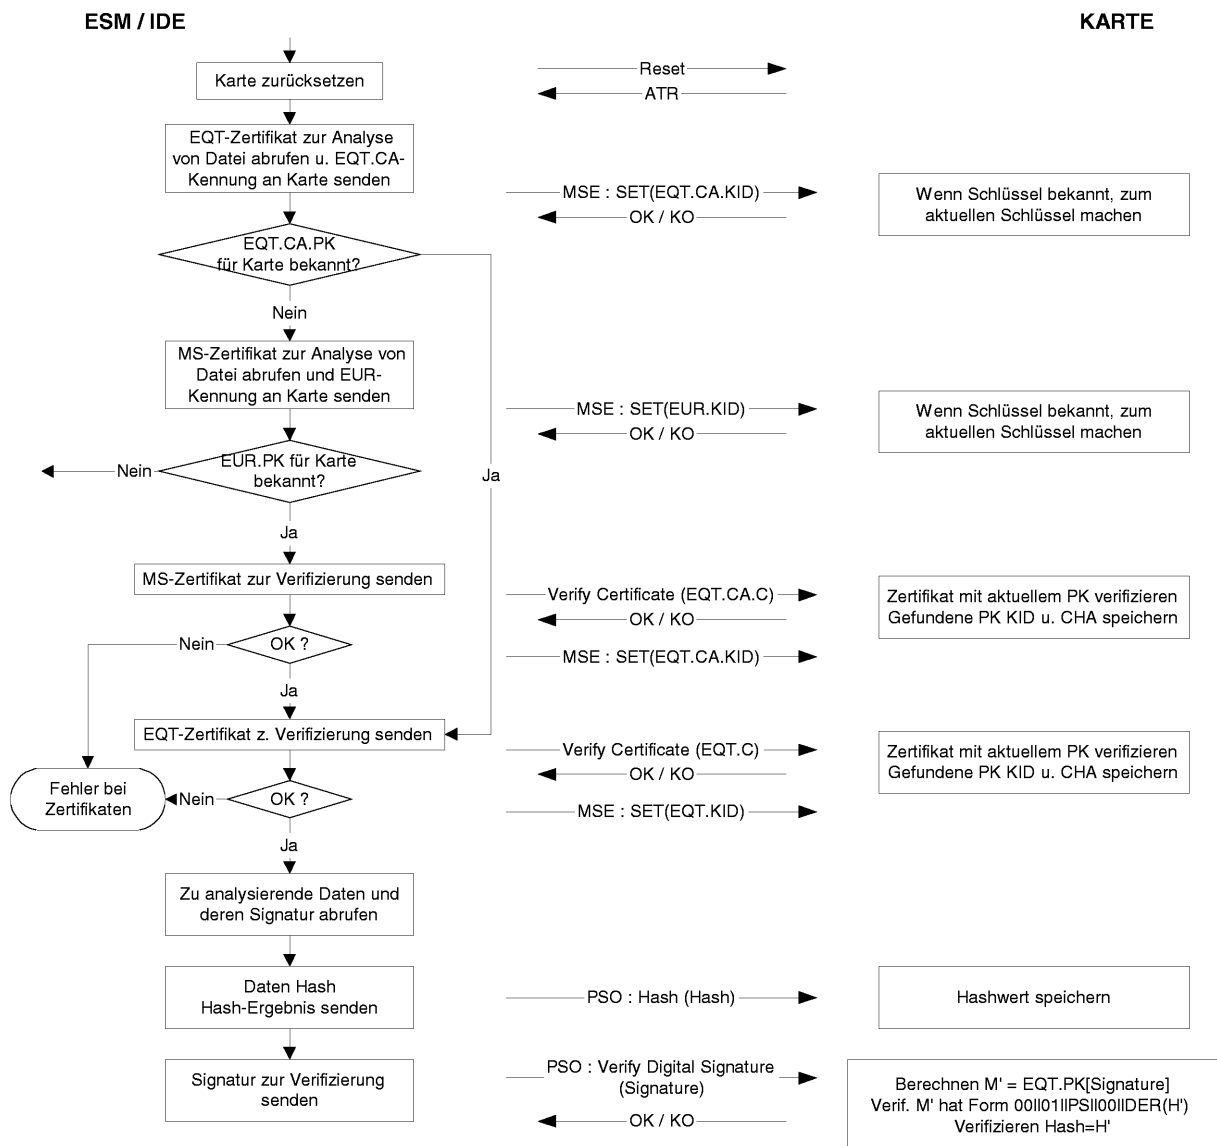 ESM / IDE
KARTE
Karte zurücksetzen
Reset
ATR
EQT-Zertifikat zur Analyse
von Datei abrufen u. EQT.CA-
Kennung an Karte senden
MSE : SET(EQT.CA.KID)
OK / KO
Wenn Schlüssel bekannt, zum
aktuellen Schlüssel machen
EQT.CA.PK
für Karte bekannt?
Nein
MS-Zertifikat zur Analyse von
Datei abrufen und EUR-
Kennung an Karte senden
MSE : SET(EUR.KID)
OK / KO
Wenn Schlüssel bekannt, zum
aktuellen Schlüssel machen
EUR.PK für Karte
bekannt?
Nein
Ja
Ja
MS-Zertifikat zur Verifizierung senden
Verify Certificate (EQT.CA.C)
OK / KO
Zertifikat mit aktuellem PK verifizieren
Gefundene PK KID u. CHA speichern
OK ?
Nein
MSE : SET(EQT.CA.KID)
Ja
EQT-Zertifikat z. Verifizierung senden
Verify Certificate (EQT.C)
OK / KO
Zertifikat mit aktuellem PK verifizieren
Gefundene PK KID u. CHA speichern
Fehler bei
Zertifikaten
Nein
OK ?
MSE : SET(EQT.KID)
Ja
Zu analysierende Daten und
deren Signatur abrufen
Daten Hash
Hash-Ergebnis senden
PSO : Hash (Hash)
Hashwert speichern
Signatur zur Verifizierung
senden
PSO : Verify Digital Signature
(Signature)
OK / KO
Berechnen M' = EQT.PK[Signature]
Verif. M' hat Form 00||01||PS||00||DER(H')
Verifizieren Hash=H'